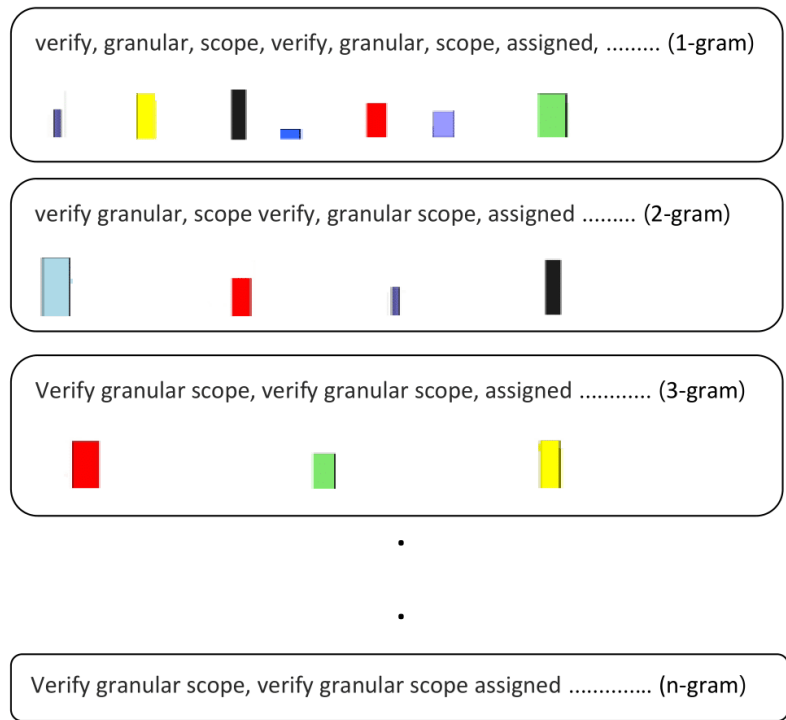 verify, granular, scope, verify, granular, scope, assigned, ......... (1-gram)
verify granular, scope verify, granular scope, assigned ......... (2-gram)
Verify granular scope, verify granular scope, assigned ............ (3-gram)
Verify granular scope, verify granular scope assigned .............. (n-gram)